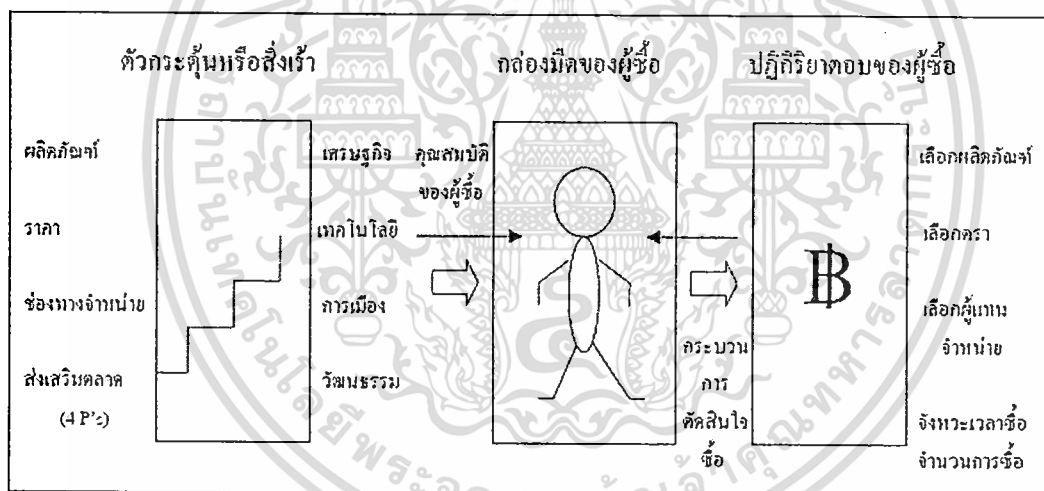 ตัวกระตุ้นหรือสิ่งเร้า
กล่องมืดของผู้ซื้อ
ปฏิกิริยาตอบของผู้ซื้อ
ผลิตภัณฑ์
ราคา
ช่องทางจำหน่าย
ส่งเสริมตลาด
(4 P's)
เศรษฐกิจ
เทคโนโลยี
การเมือง
วัฒนธรรม
คุณสมบัติ
ของผู้ซื้อ
กระบวน
การ
ตัดสินใจ
ซื้อ
฿
เลือกผลิตภัณฑ์
เลือกตรา
เลือกผู้แทน
จำหน่าย
จังหวะเวลาซื้อ
จำนวนการซื้อ